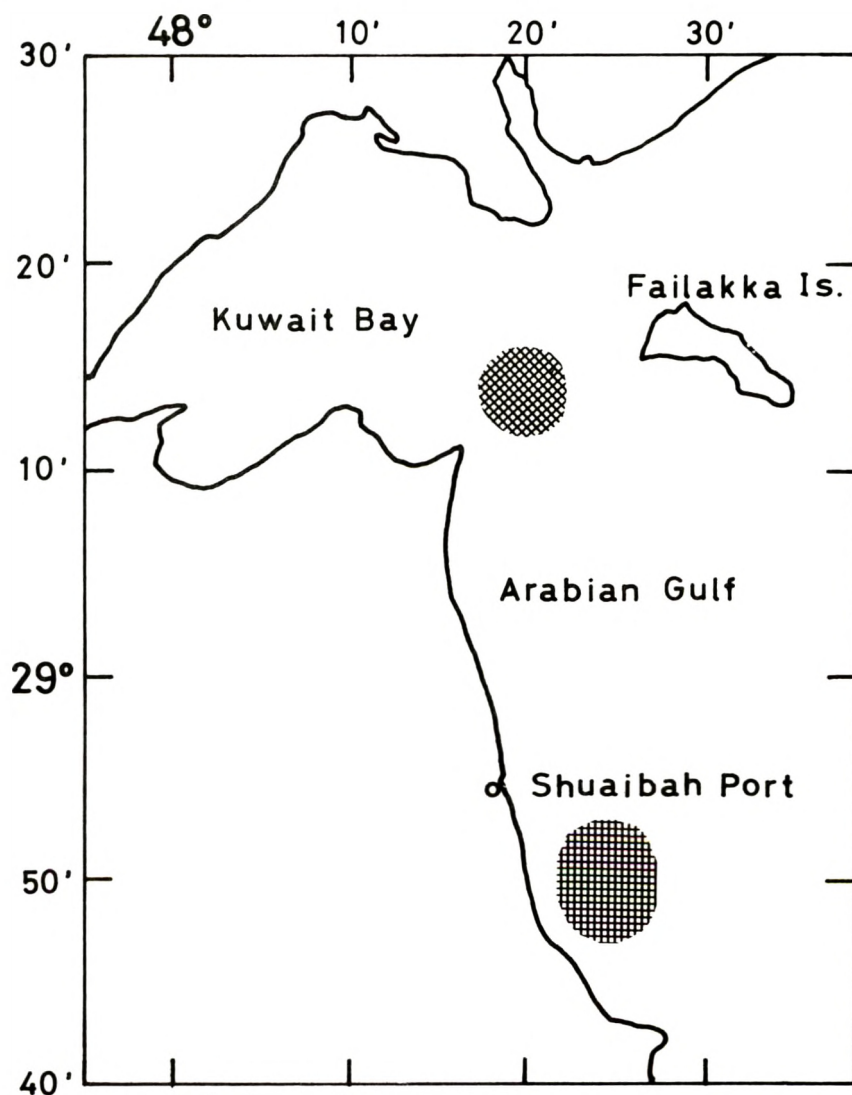 48° 10' 20' 30'
30'
20'
Failakka Is.
Kuwait Bay
10'
Arabian Gulf
29°
Shuaibah Port
50'
40'